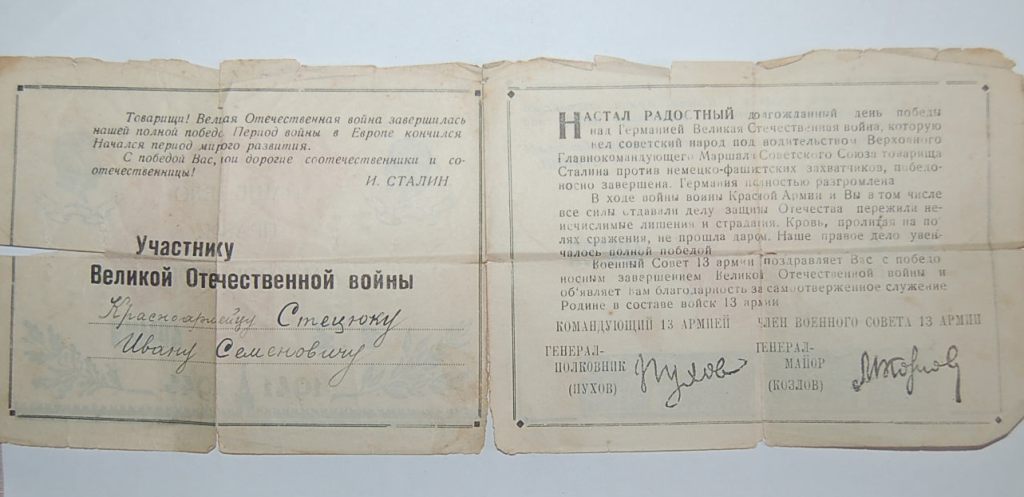 Товарищи! Великая Отечественная война завершилась
нашей полной победой. Период войны в Европе кончился
Начался период мирного развития.
С победой Вас, мои дорогие соотечественники и со-
отечественницы!
И. СТАЛИН.
Участнику
Великой Отечественной войны
Красноармейцу Стецюку
Ивану Семеновичу
НАСТАЛ РАДОСТНЫЙ долгожданный день победы
над Германией Великая Отечественная война, которую
вел советский народ под водительством Верховного
Главнокомандующего Маршала Советского Союза товарища
Сталина против немецко-фашистских захватчиков, победо-
носно завершена. Германия полностью разгромлена
В ходе войны воины Красной Армии и Вы в том числе
все силы отдавали делу защиты Отечества пережили не-
исчислимые лишения и страдания. Кровь, пролитая на по-
лях сражения, не прошла даром. Наше правое дело увен-
чалось полной победой
Военный Совет 13 армии поздравляет Вас с победо
носным завершением Великой Отечественной войны и
объявляет Вам благодарность за самоотверженное служение
Родине в составе войск 13 армии
КОМАНДУЮЩИЙ 13 АРМИЕЙ
ГЕНЕРАЛ-
ПОЛКОВНИК
(ПУХОВ)
Пухов
ЧЛЕН ВОЕННОГО СОВЕТА 13 АРМИИ
ГЕНЕРАЛ-
МАЙОР
(КОЗЛОВ)
МКозлов